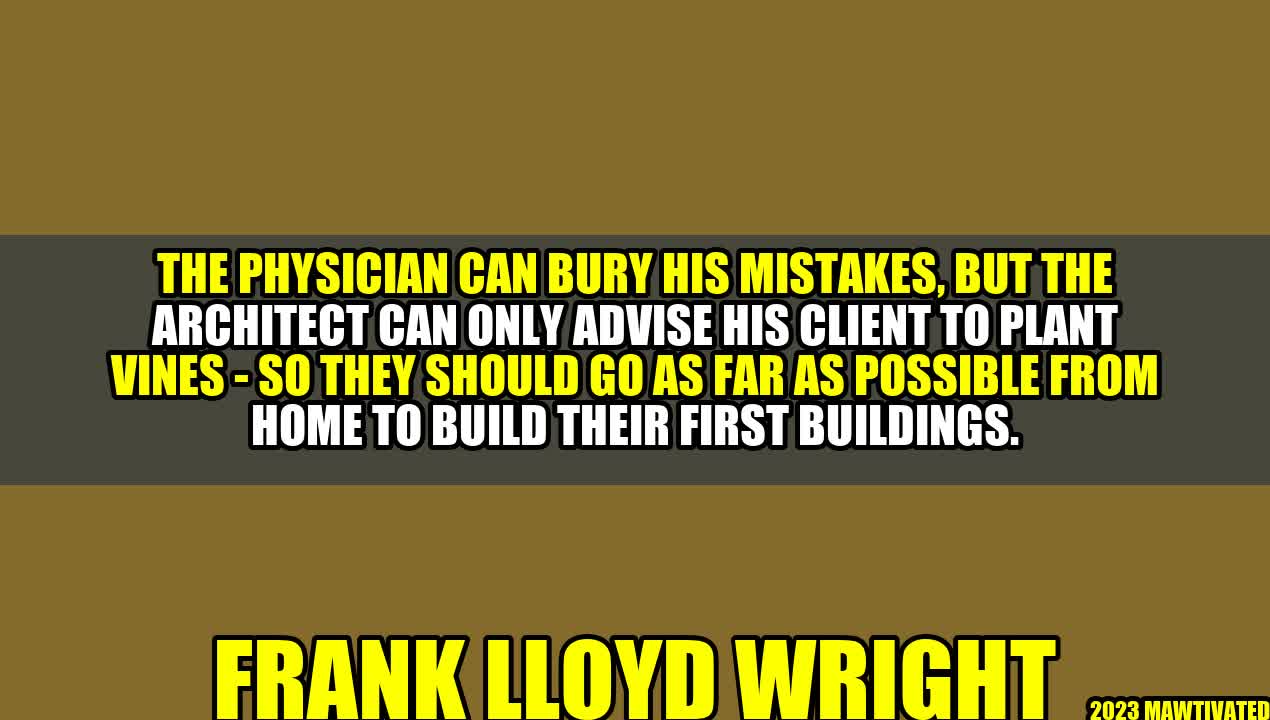 THE PHYSICIAN CAN BURY HIS MISTAKES, BUT THE
ARCHITECT CAN ONLY ADVISE HIS CLIENT TO PLANT
VINES - SO THEY SHOULD GO AS FAR AS POSSIBLE FROM
HOME TO BUILD THEIR FIRST BUILDINGS.
FRANK LLOYD WRIGHT
2023 MAWTIVATED